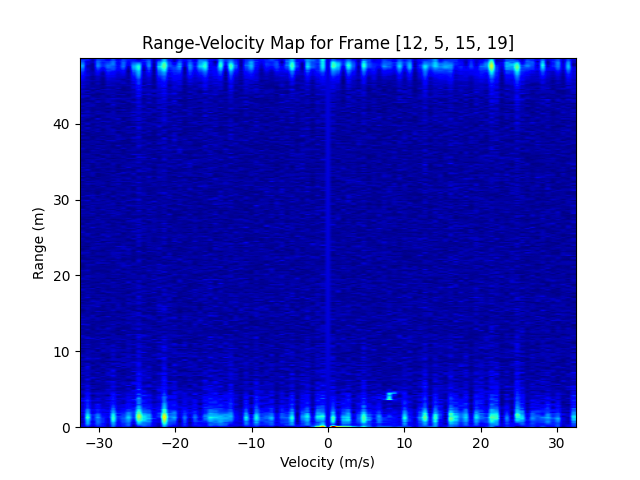 Range-Velocity Map for Frame [12, 5, 15, 19]
40
30
20
10
0
Range (m)
−30 −20 −10 0 10 20 30
Velocity (m/s)